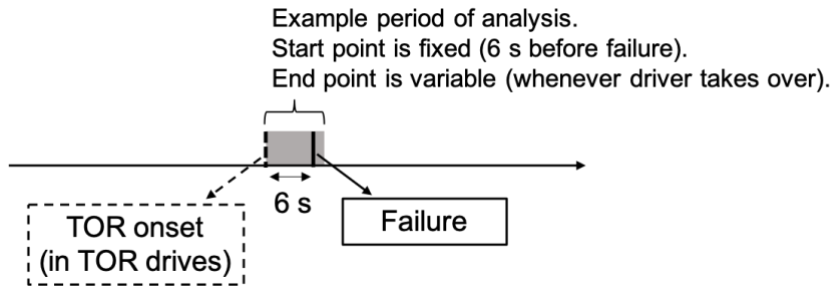 Example period of analysis.
Start point is fixed (6 s before failure).
End point is variable (whenever driver takes over).
6 s
TOR onset
(in TOR drives)
Failure